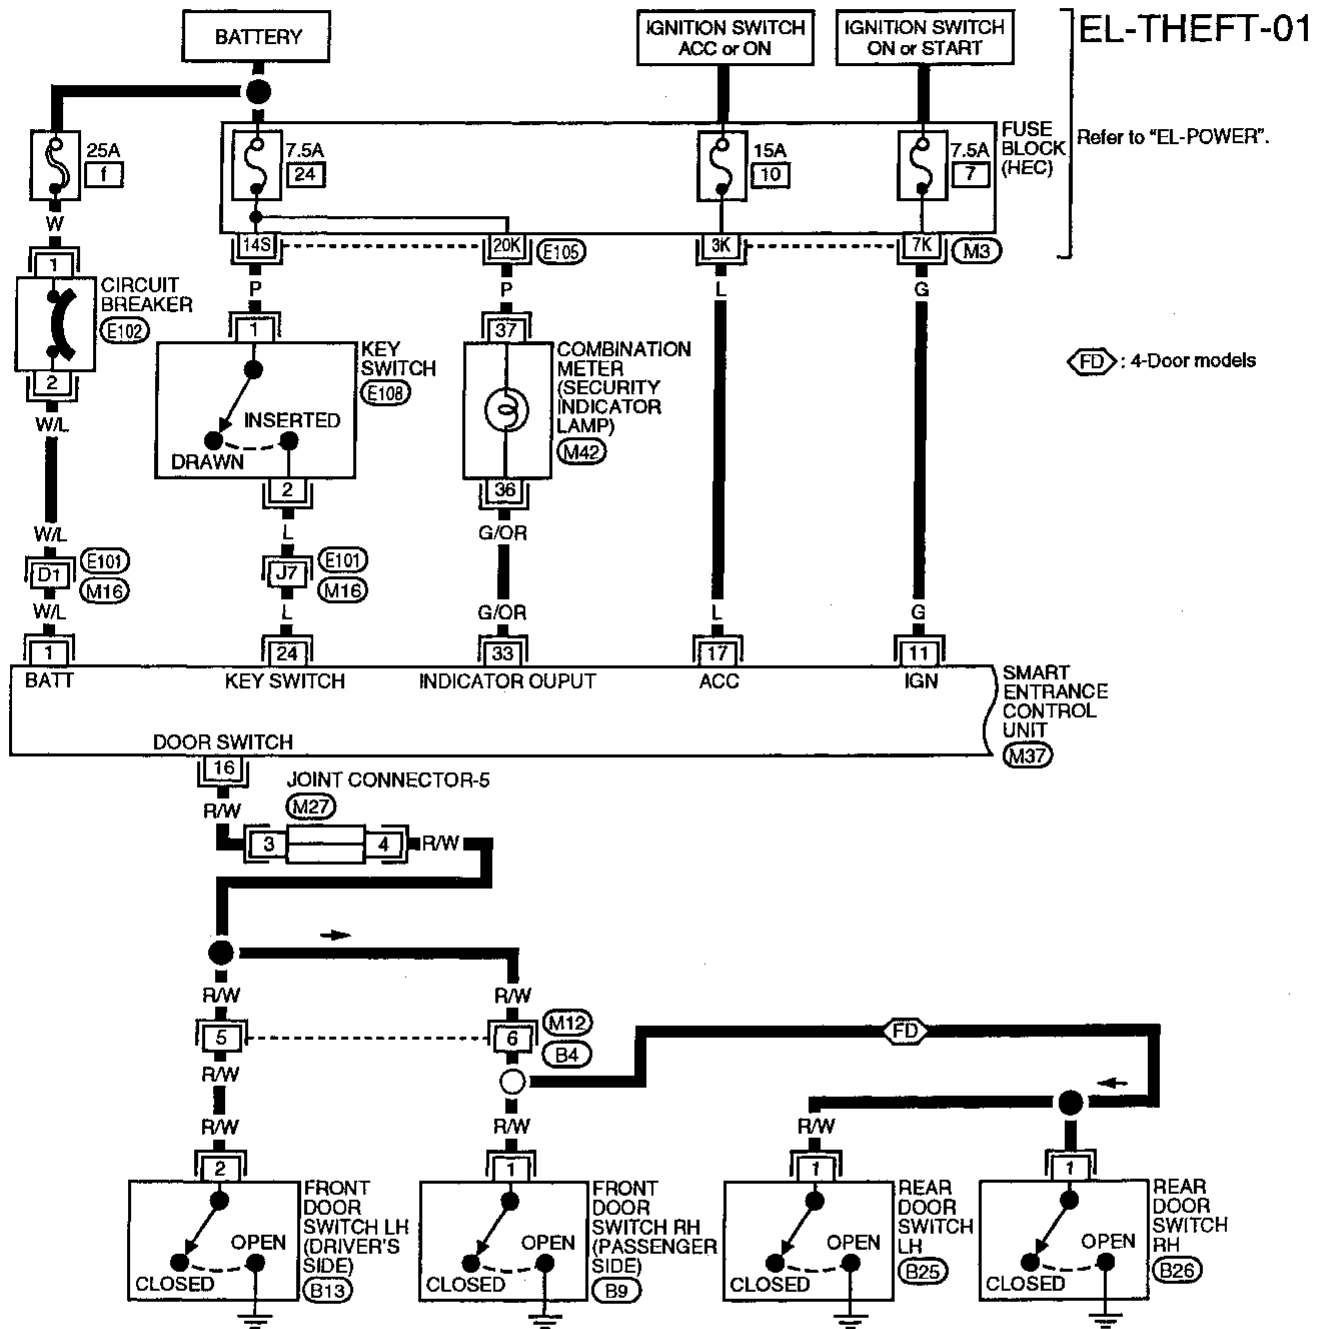 EL-THEFT-01
BATTERY
IGNITION SWITCH
ACC or ON
IGNITION SWITCH
ON or START
25A
f
7.5A
24
15A
10
7.5A
7
FUSE
BLOCK
(HEC)
Refer to "EL-POWER".
W
14S
20K
E105
3K
7K
M3
1
CIRCUIT
BREAKER
E102
2
P
P
L
G
1
KEY
SWITCH
E108
INSERTED
DRAWN
2
37
COMBINATION
METER
(SECURITY
INDICATOR
LAMP)
M42
36
FD : 4-Door models
W/L
W/L
L
G/OR
D1
E101
M16
J7
E101
M16
W/L
L
G/OR
L
G
1
24
33
17
11
BATT
KEY SWITCH
INDICATOR OUPUT
ACC
IGN
SMART
ENTRANCE
CONTROL
UNIT
M37
DOOR SWITCH
16
JOINT CONNECTOR-5
M27
R/W
3
4
R/W
R/W
R/W
5
6
M12
B4
FD
R/W
R/W
R/W
R/W
2
1
1
1
FRONT
DOOR
SWITCH LH
(DRIVER'S
SIDE)
B13
OPEN
CLOSED
FRONT
DOOR
SWITCH RH
(PASSENGER
SIDE)
B9
OPEN
CLOSED
REAR
DOOR
SWITCH
LH
B25
OPEN
CLOSED
REAR
DOOR
SWITCH
RH
B26
OPEN
CLOSED